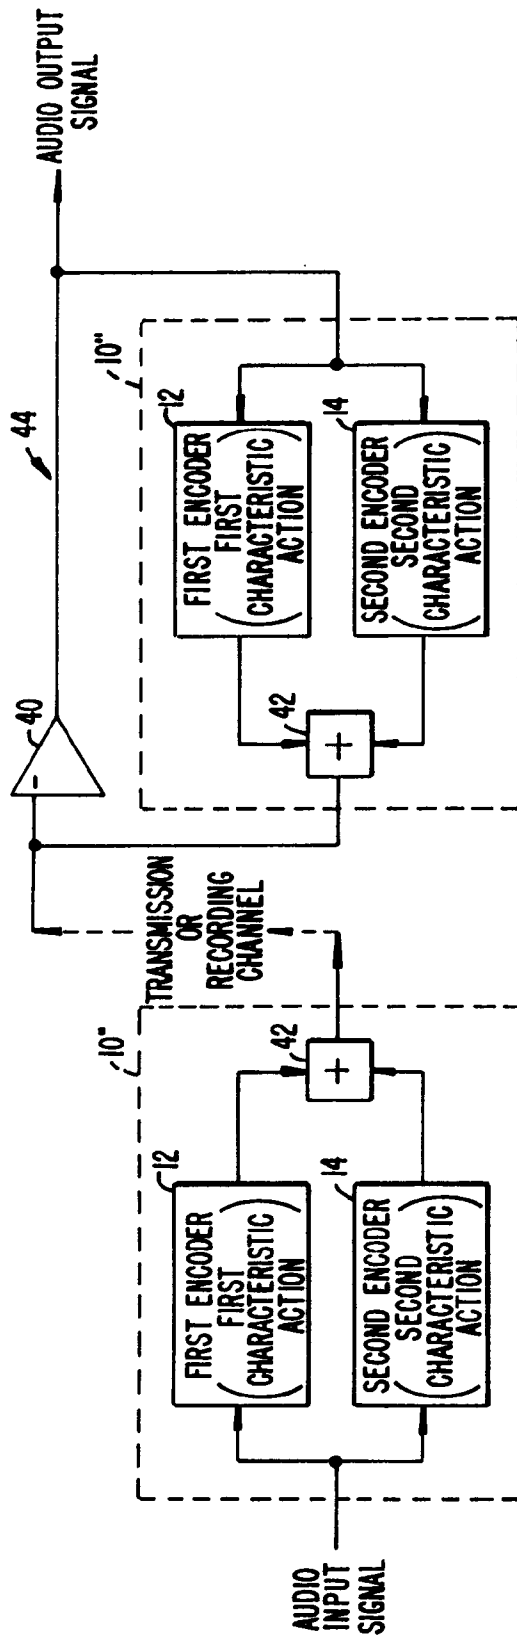 AUDIO
INPUT
SIGNAL
10"
12
FIRST ENCODER
FIRST
(CHARACTERISTIC)
ACTION
14
SECOND ENCODER
SECOND
(CHARACTERISTIC)
ACTION
42
+
TRANSMISSION
OR
RECORDING
CHANNEL
40
-
44
10"
42
+
12
FIRST ENCODER
FIRST
(CHARACTERISTIC)
ACTION
14
SECOND ENCODER
SECOND
(CHARACTERISTIC)
ACTION
AUDIO OUTPUT
SIGNAL